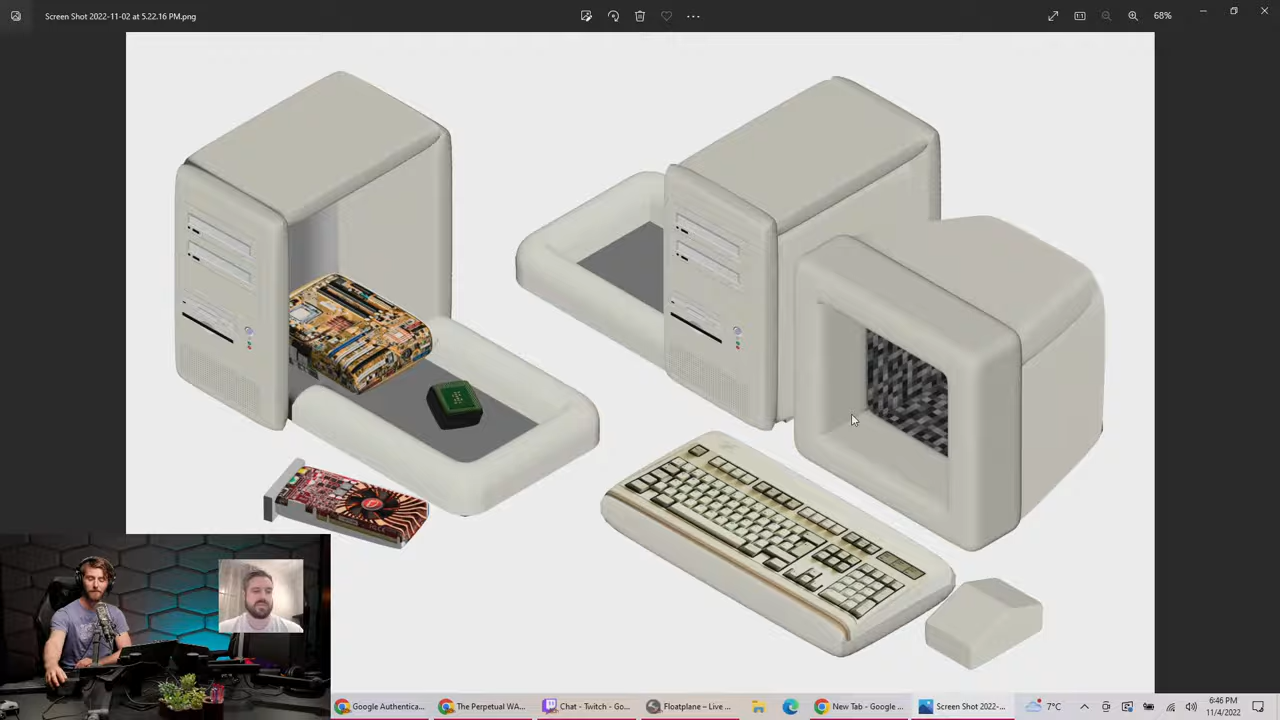 Screen Shot 2022-11-02 at 5.22.16 PM.png
68%
Google Authentica...
The Perpetual WA...
Chat - Twitch - Go...
Floatplane – Live ...
New Tab - Google ...
Screen Shot 2022-...
7°C
6:46 PM
11/4/2022